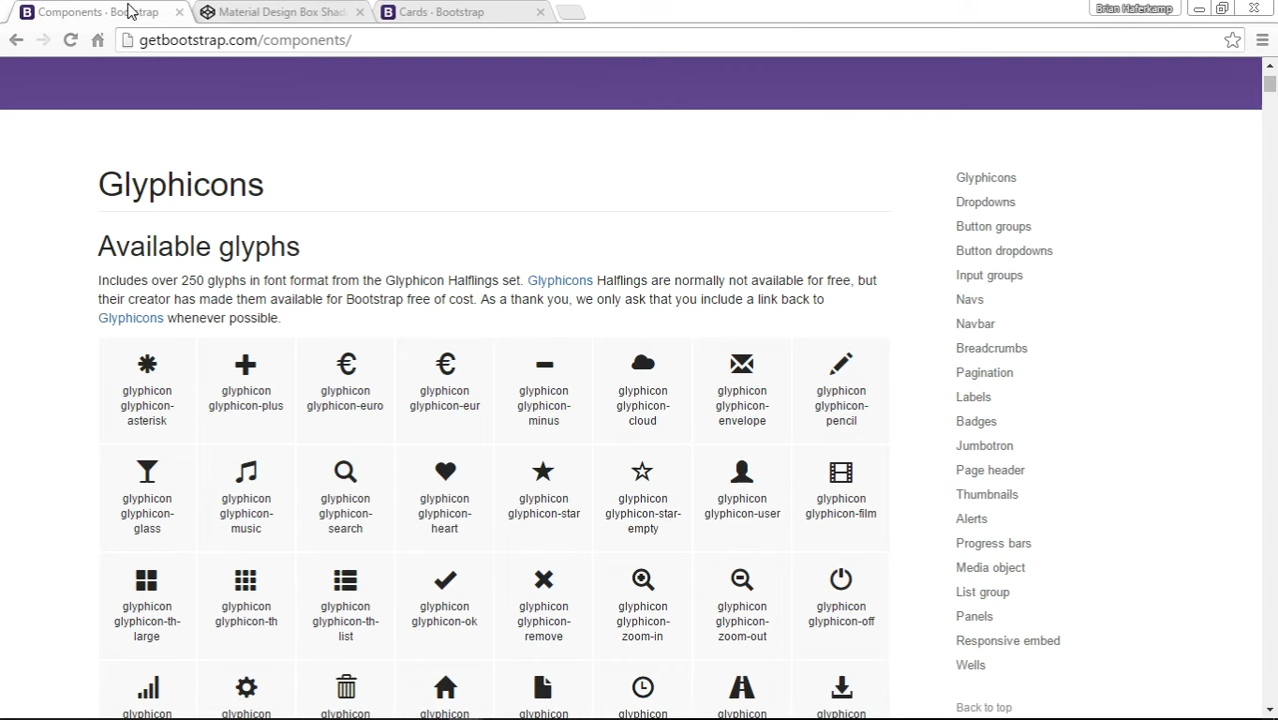 Components - Bootstrap
Material Design Box Shad
Cards - Bootstrap
Brian Haferkamp
getbootstrap.com/components/
Glyphicons
Available glyphs
Includes over 250 glyphs in font format from the Glyphicon Halflings set. Glyphicons Halflings are normally not available for free, but
their creator has made them available for Bootstrap free of cost. As a thank you, we only ask that you include a link back to
Glyphicons whenever possible.
glyphicon
glyphicon-
asterisk
glyphicon
glyphicon-plus
glyphicon
glyphicon-euro
glyphicon
glyphicon-eur
glyphicon
glyphicon-
minus
glyphicon
glyphicon-
cloud
glyphicon
glyphicon-
envelope
glyphicon
glyphicon-
pencil
glyphicon
glyphicon-
glass
glyphicon
glyphicon-
music
glyphicon
glyphicon-
search
glyphicon
glyphicon-
heart
glyphicon
glyphicon-star
glyphicon
glyphicon-star-
empty
glyphicon
glyphicon-user
glyphicon
glyphicon-film
glyphicon
glyphicon-th-
large
glyphicon
glyphicon-th
glyphicon
glyphicon-th-
list
glyphicon
glyphicon-ok
glyphicon
glyphicon-
remove
glyphicon
glyphicon-
zoom-in
glyphicon
glyphicon-
zoom-out
glyphicon
glyphicon-off
glyphicon
glyphicon
glyphicon
glyphicon
glyphicon
glyphicon
glyphicon
glyphicon
Glyphicons
Dropdowns
Button groups
Button dropdowns
Input groups
Navs
Navbar
Breadcrumbs
Pagination
Labels
Badges
Jumbotron
Page header
Thumbnails
Alerts
Progress bars
Media object
List group
Panels
Responsive embed
Wells
Back to top